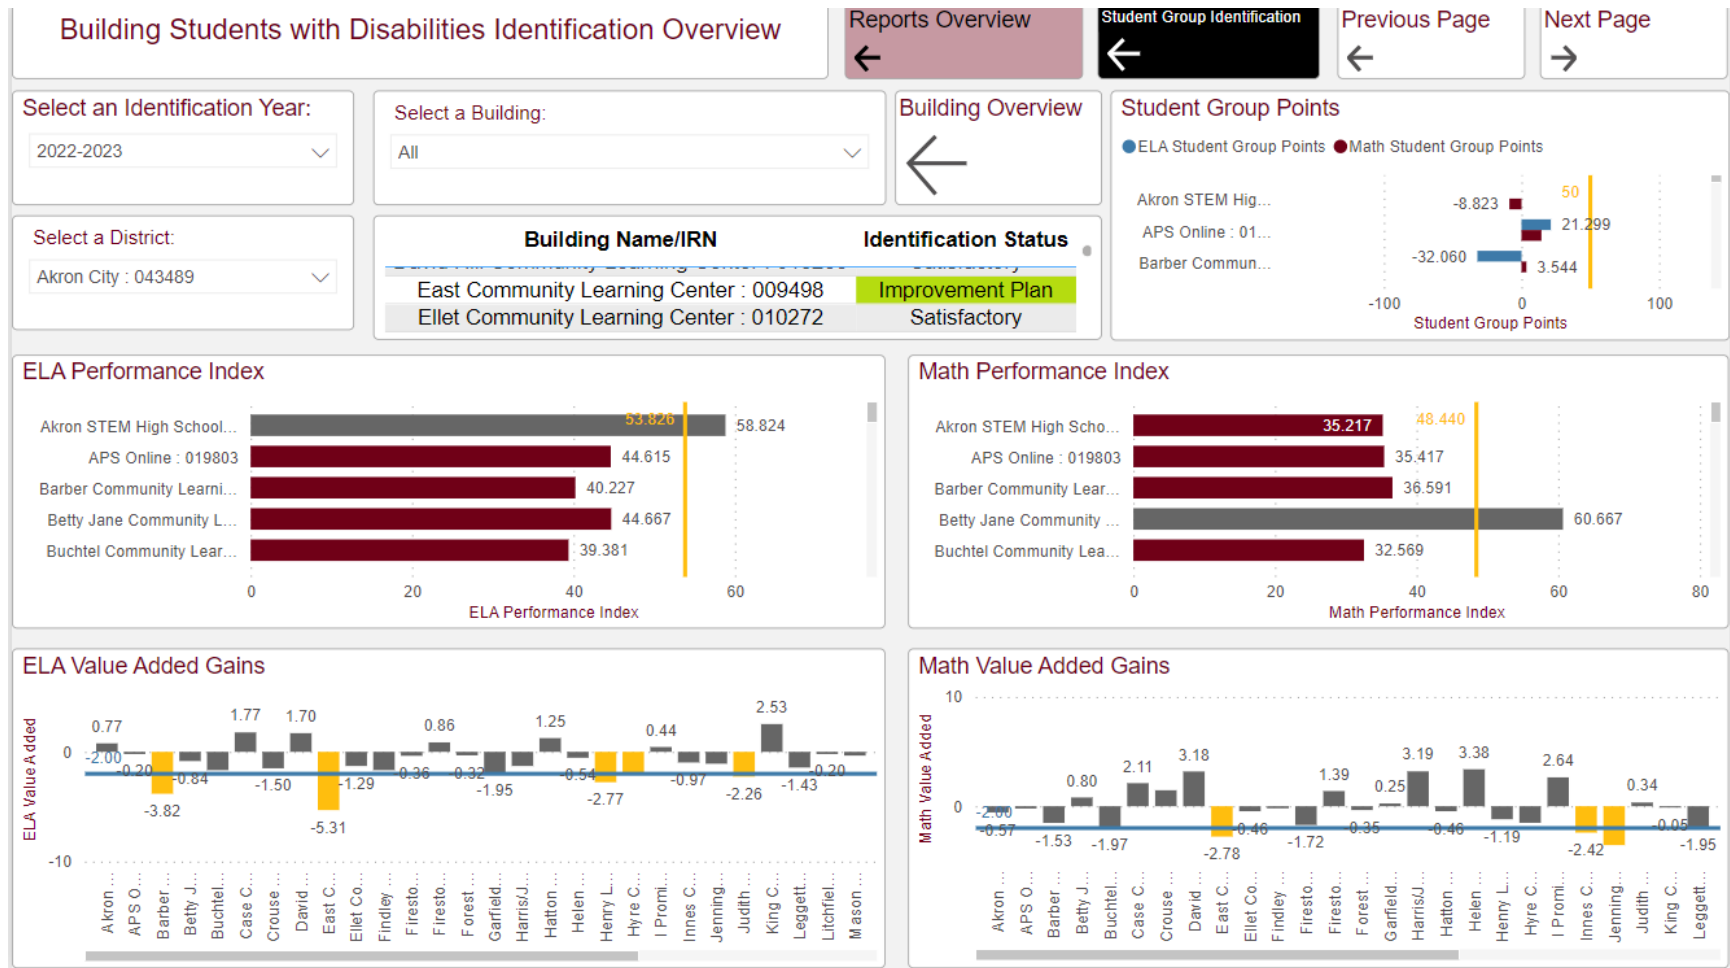 Building Students with Disabilities Identification Overview
Reports Overview
Student Group Identification
Previous Page
Next Page
Select an Identification Year:
2022-2023
Select a Building:
All
Building Overview
Select a District:
Akron City : 043489
Building Name/IRN Identification Status
East Community Learning Center : 009498 Improvement Plan
Ellet Community Learning Center : 010272 Satisfactory
Student Group Points
ELA Student Group Points Math Student Group Points
50
Akron STEM Hig... -8.823
APS Online : 01... 21.299
Barber Commun... -32.060 3.544
-100 0 100
Student Group Points
ELA Performance Index
53.826
Akron STEM High School... 58.824
APS Online : 019803 44.615
Barber Community Learni... 40.227
Betty Jane Community L... 44.667
Buchtel Community Lear... 39.381
0 20 40 60
ELA Performance Index
Math Performance Index
48.440
Akron STEM High Scho... 35.217
APS Online : 019803 35.417
Barber Community Lear... 36.591
Betty Jane Community ... 60.667
Buchtel Community Lea... 32.569
0 20 40 60 80
Math Performance Index
ELA Value Added Gains
ELA Value Added
0
-10
-2.00
0.77 -0.20 -3.82 -0.84 1.77 -1.50 1.70 -5.31 -1.29 -0.36 0.86 -0.32 -1.95 1.25 -0.54 -2.77 0.44 -0.97 -2.26 2.53 -1.43 -0.20
Akron ... APS O... Barber ... Betty J... Buchtel... Case C... Crouse ... David ... East C... Ellet Co... Findley ... Firesto... Firesto... Forest ... Garfield... Harris/J... Hatton ... Helen ... Henry L... Hyre C... I Promi... Innes C... Jenning... Judith ... King C... Leggett... Litchfiel... Mason ...
Math Value Added Gains
Math Value Added
10
0
-2.00
-0.57 -1.53 0.80 -1.97 2.11 3.18 -2.78 -0.46 -1.72 1.39 -0.35 0.25 3.19 -0.46 3.38 -1.19 2.64 -2.42 0.34 -0.05 -1.95
Akron ... APS O... Barber ... Betty J... Buchtel... Case C... Crouse ... David ... East C... Ellet Co... Findley ... Firesto... Firesto... Forest ... Garfield... Harris/J... Hatton ... Helen ... Henry L... Hyre C... I Promi... Innes C... Jenning... Judith ... King C... Leggett...